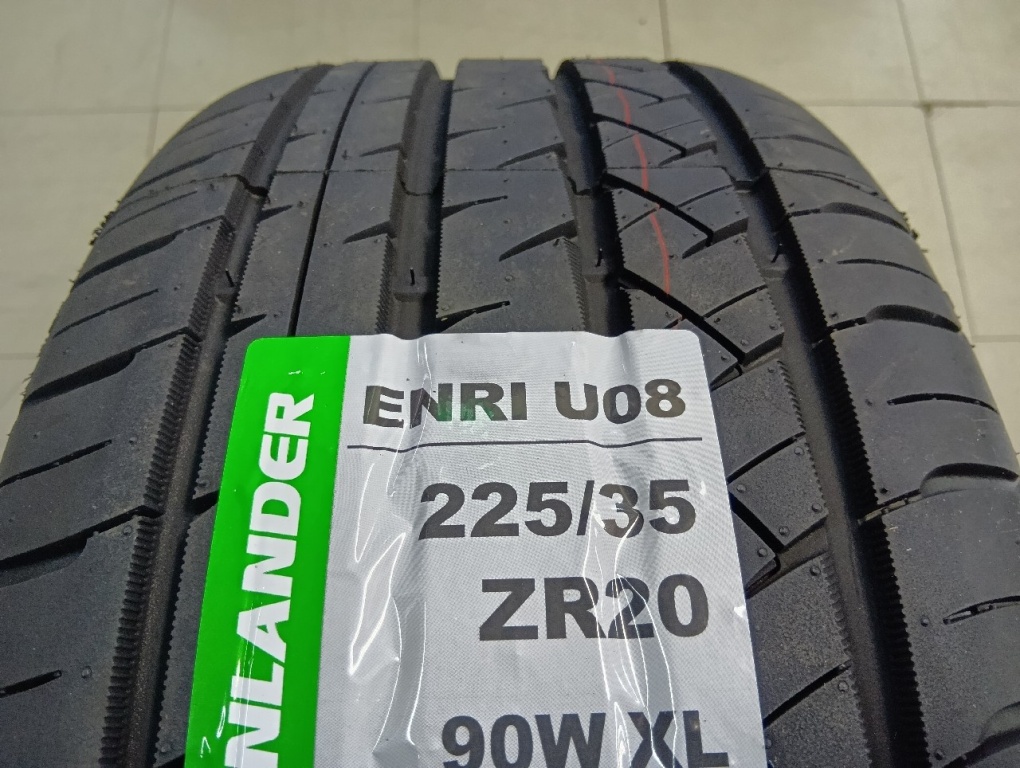 NLANDER
ENRI U08
225/35
ZR20
90W XL